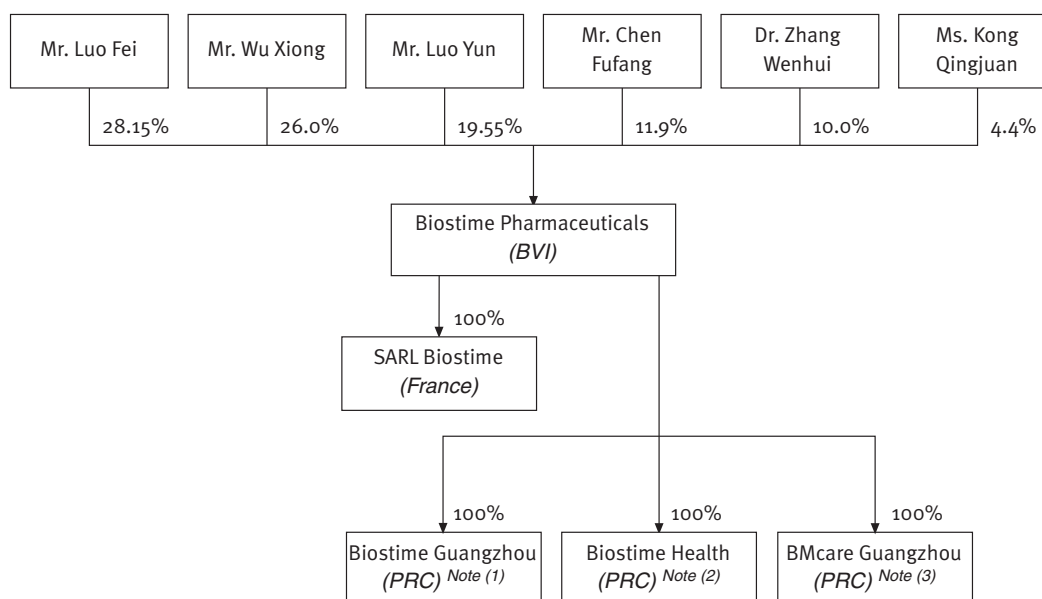 Mr. Luo Fei
Mr. Wu Xiong
Mr. Luo Yun
Mr. Chen
Fufang
Dr. Zhang
Wenhui
Ms. Kong
Qingjuan
28.15%
26.0%
19.55%
11.9%
10.0%
4.4%
Biostime Pharmaceuticals
(BVI)
100%
SARL Biostime
(France)
100%
100%
100%
Biostime Guangzhou
(PRC) Note (1)
Biostime Health
(PRC) Note (2)
BMcare Guangzhou
(PRC) Note (3)